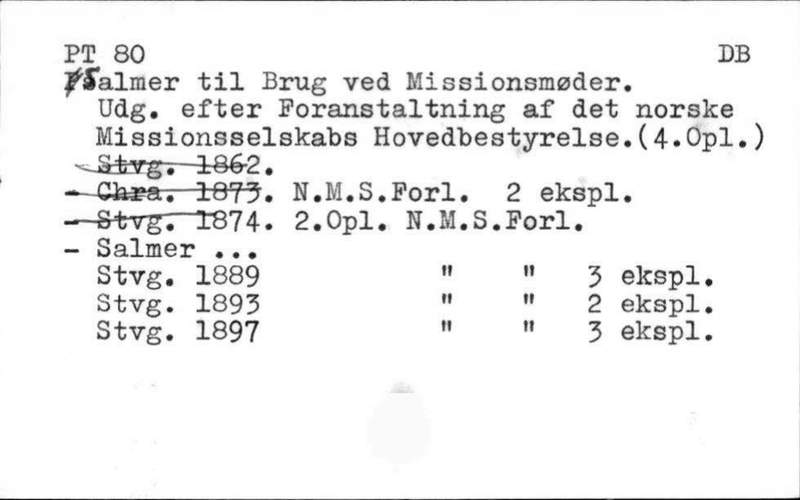 PT 80 DB
Salmer til Brug ved Missionsmøder.
Udg. efter Foranstaltning af det norske
Missionsselskabs Hovedbestyrelse.(4.Opl.)
Stvg. 1862.
- Chra. 1873. N.M.S.Forl. 2 ekspl.
- Stvg. 1874. 2.Opl. N.M.S.Forl.
- Salmer ...
Stvg. 1889 " " 3 ekspl.
Stvg. 1893 " " 2 ekspl.
Stvg. 1897 " " 3 ekspl.